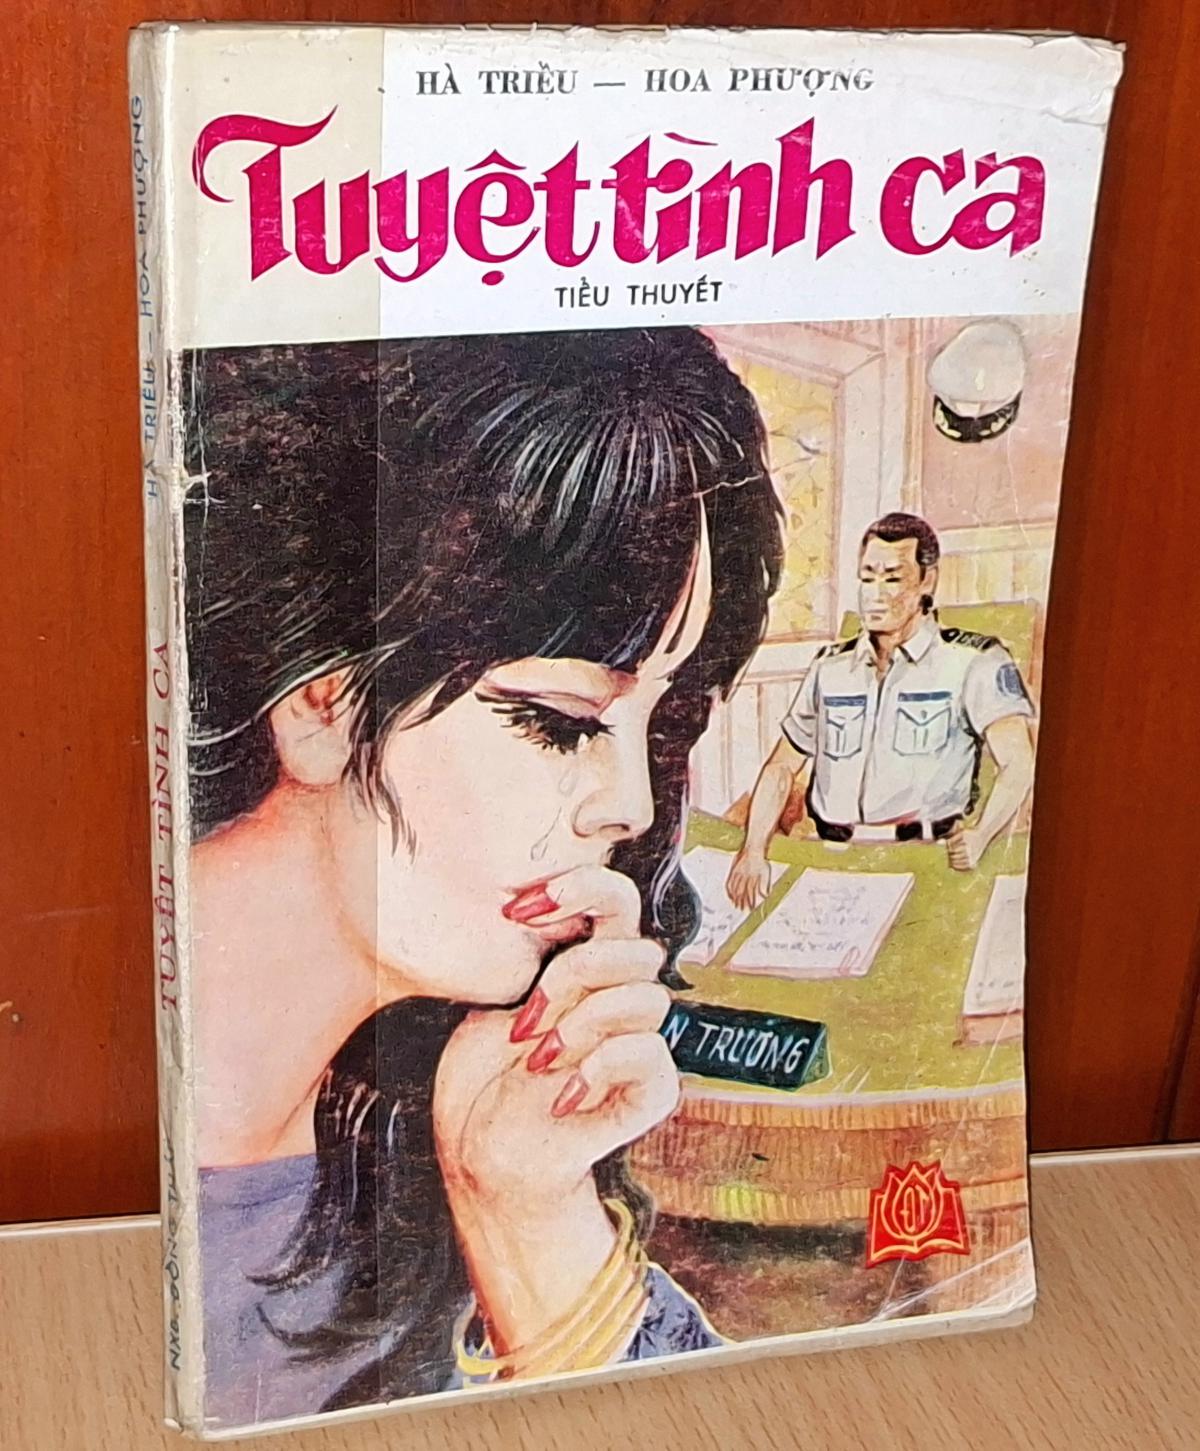 HÀ TRIỀU — HOA PHƯỢNG
Tuyệt tình ca
TIỂU THUYẾT
N TRƯỞNG
HÀ TRIỀU — HOA PHƯỢNG
TUYỆT TÌNH CA